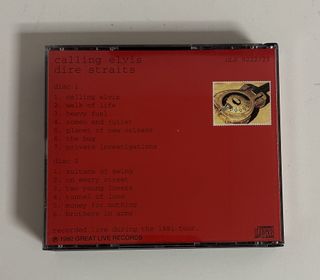 calling elvis
dire straits
GLR 9222/23
disc 1
1. calling elvis
2. walk of life
3. heavy fuel
4. romeo and juliet
5. planet of new orleans
6. the bug
7. private investigations
disc 2
1. sultans of swing
2. on every street
3. two young lovers
4. tunnel of love
5. money for nothing
6. brothers in arms
recorded live during the 1991 tour.
℗ 1992 GREAT LIVE RECORDS